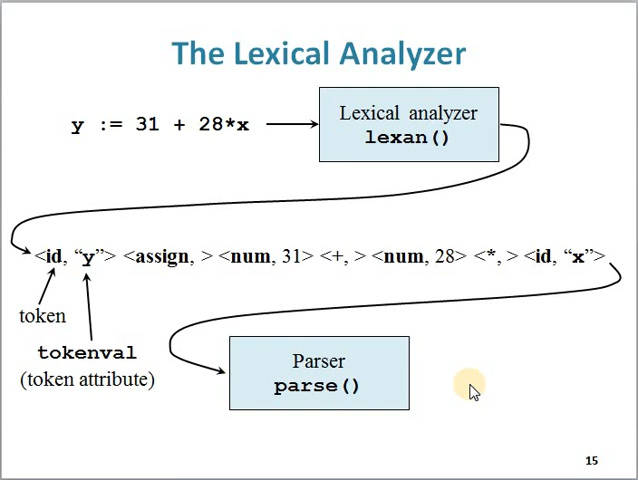 The Lexical Analyzer
y := 31 + 28*x
Lexical analyzer
lexan()
<id, “y”> <assign, > <num, 31> <+, > <num, 28> <*, > <id, “x”>
token
tokenval
(token attribute)
Parser
parse()
15